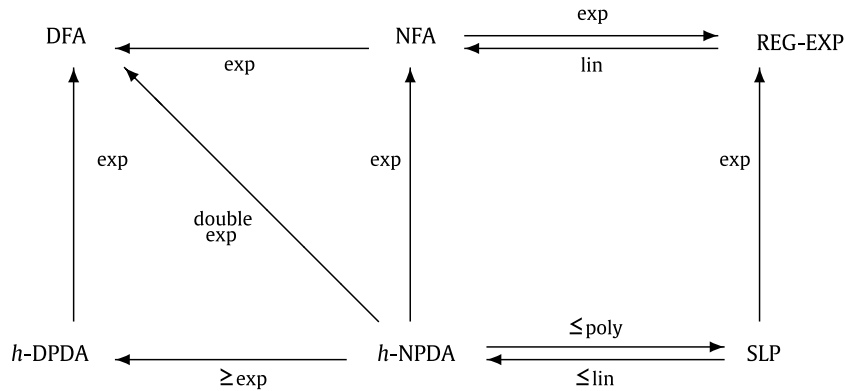 exp
DFA NFA REG-EXP
exp lin
exp exp exp
double
exp
≤poly
h-DPDA h-NPDA SLP
≥exp ≤lin